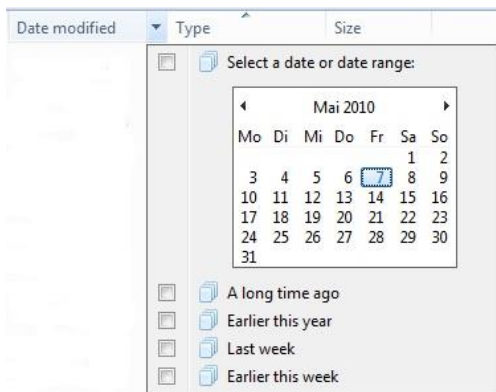 Date modified Type Size
Select a date or date range:
Mai 2010
Mo Di Mi Do Fr Sa So
1 2
3 4 5 6 7 8 9
10 11 12 13 14 15 16
17 18 19 20 21 22 23
24 25 26 27 28 29 30
31
A long time ago
Earlier this year
Last week
Earlier this week